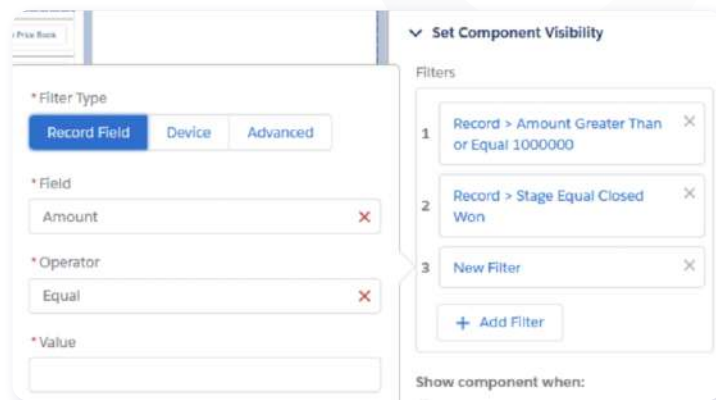 Price Book
Set Component Visibility
Filters
* Filter Type
Record Field Device Advanced
* Field
Amount
* Operator
Equal
* Value
1 Record > Amount Greater Than
or Equal 1000000
2 Record > Stage Equal Closed
Won
3 New Filter
+ Add Filter
Show component when: